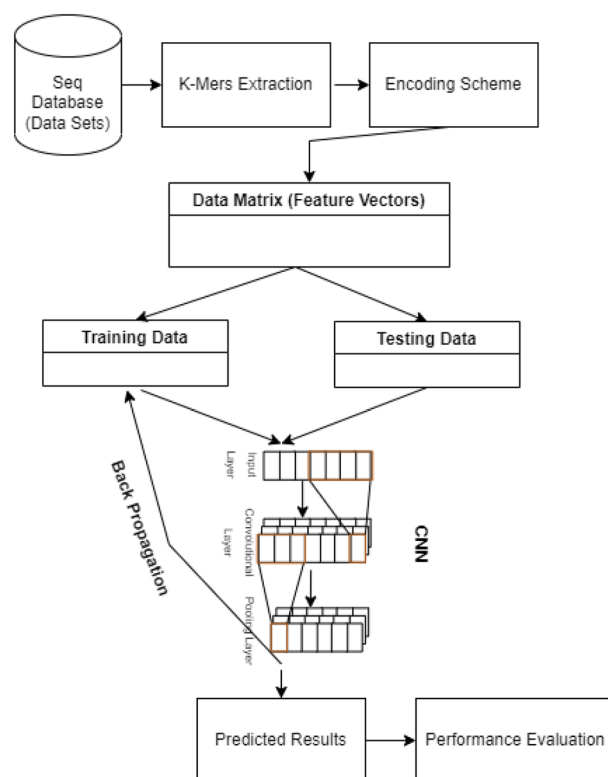 Seq
Database
(Data Sets)
K-Mers Extraction
Encoding Scheme
Data Matrix (Feature Vectors)
Training Data
Testing Data
Input
Layer
Back Propagation
Convolutional
Layer
CNN
Pooling Layer
Predicted Results
Performance Evaluation